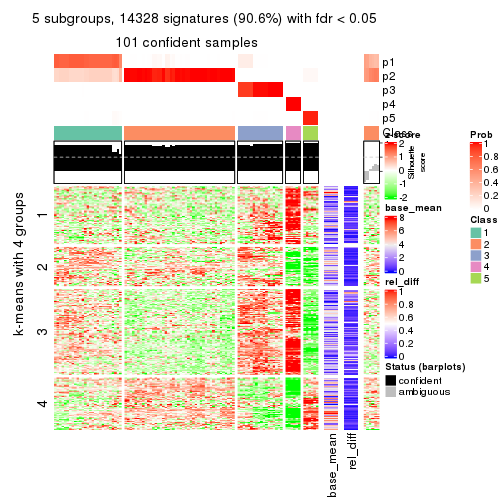 5 subgroups, 14328 signatures (90.6%) with fdr < 0.05
101 confident samples
p1
p2
p3
p4
p5
Class
z-score
2
1
0
-1
-2
Silhouette
score
base_mean
8
6
4
2
0
rel_diff
1
0.8
0.6
0.4
0.2
0
Status (barplots)
confident
ambiguous
Prob
1
0.8
0.6
0.4
0.2
0
Class
1
2
3
4
5
k-means with 4 groups
1
2
3
4
base_mean
rel_diff